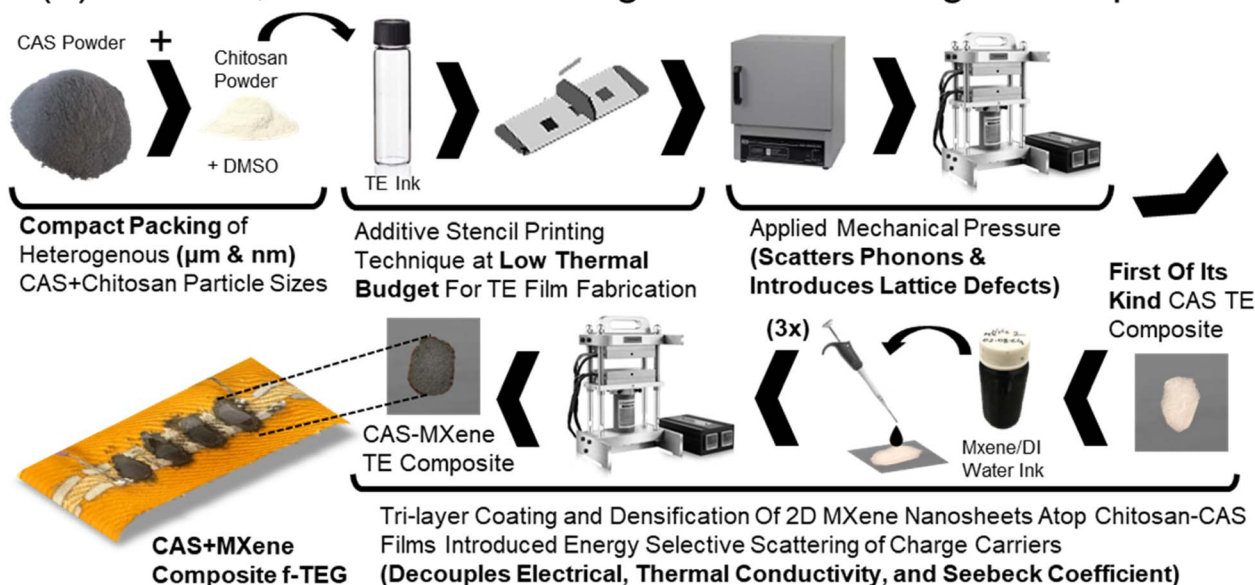 CAS Powder
+
Chitosan
Powder
+ DMSO
TE Ink
Compact Packing of
Heterogenous (µm & nm)
CAS+Chitosan Particle Sizes
Additive Stencil Printing
Technique at Low Thermal
Budget For TE Film Fabrication
Applied Mechanical Pressure
(Scatters Phonons &
Introduces Lattice Defects)
First Of Its
Kind CAS TE
Composite
(3x)
Mxene/DI
Water Ink
CAS-MXene
TE Composite
CAS+MXene
Composite f-TEG
Tri-layer Coating and Densification Of 2D MXene Nanosheets Atop Chitosan-CAS
Films Introduced Energy Selective Scattering of Charge Carriers
(Decouples Electrical, Thermal Conductivity, and Seebeck Coefficient)